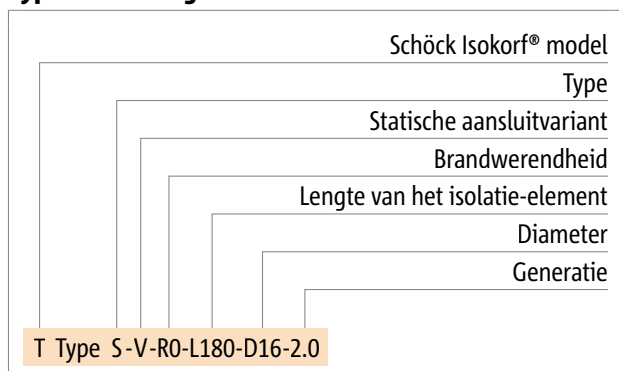 Schöck Isokorf® model
Type
Statische aansluitvariant
Brandwerendheid
Lengte van het isolatie-element
Diameter
Generatie
T Type S-V-R0-L180-D16-2.0